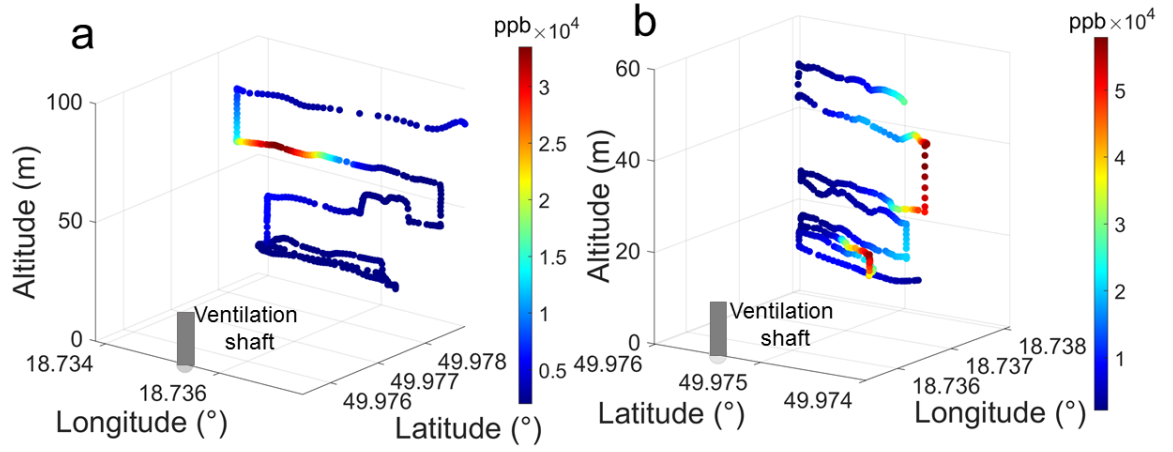 a
ppb×10⁴
100
50
0
Altitude (m)
Ventilation
shaft
18.734
18.736
Longitude (°)
49.976
49.977
49.978
Latitude (°)
3
2.5
2
1.5
1
0.5
b
ppb×10⁴
60
40
20
0
Altitude (m)
Ventilation
shaft
49.976
49.975
49.974
Latitude (°)
18.736
18.737
18.738
Longitude (°)
5
4
3
2
1